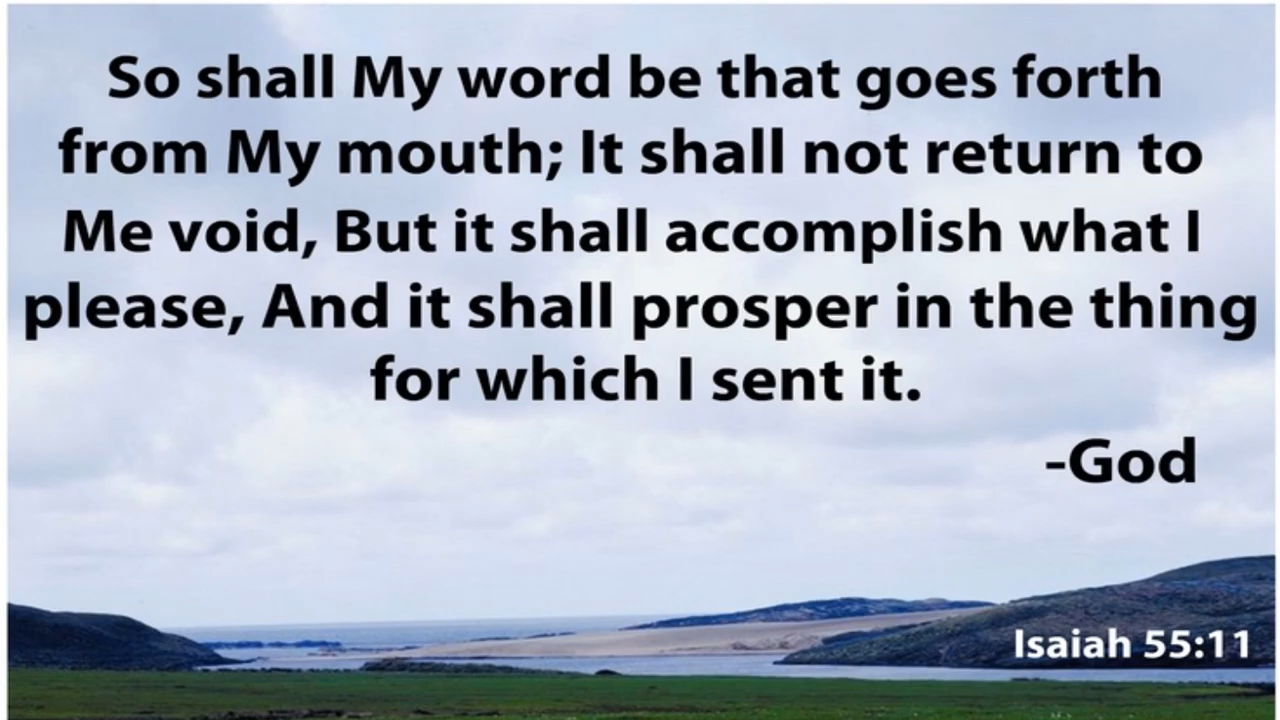 So shall My word be that goes forth
from My mouth; It shall not return to
Me void, But it shall accomplish what I
please, And it shall prosper in the thing
for which I sent it.
-God
Isaiah 55:11